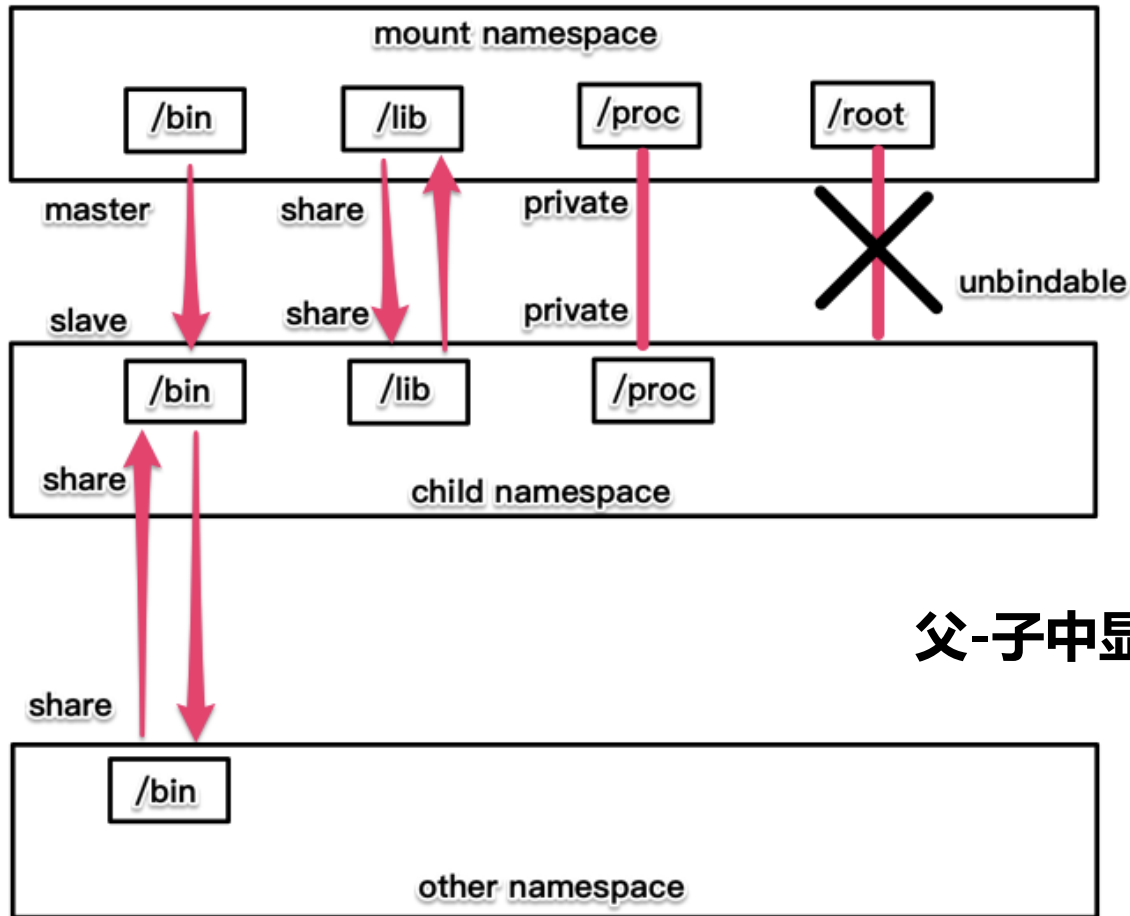 mount namespace
/bin
/lib
/proc
/root
master
share
private
unbindable
slave
share
private
/bin
/lib
/proc
share
child namespace
父-子中显
share
/bin
other namespace